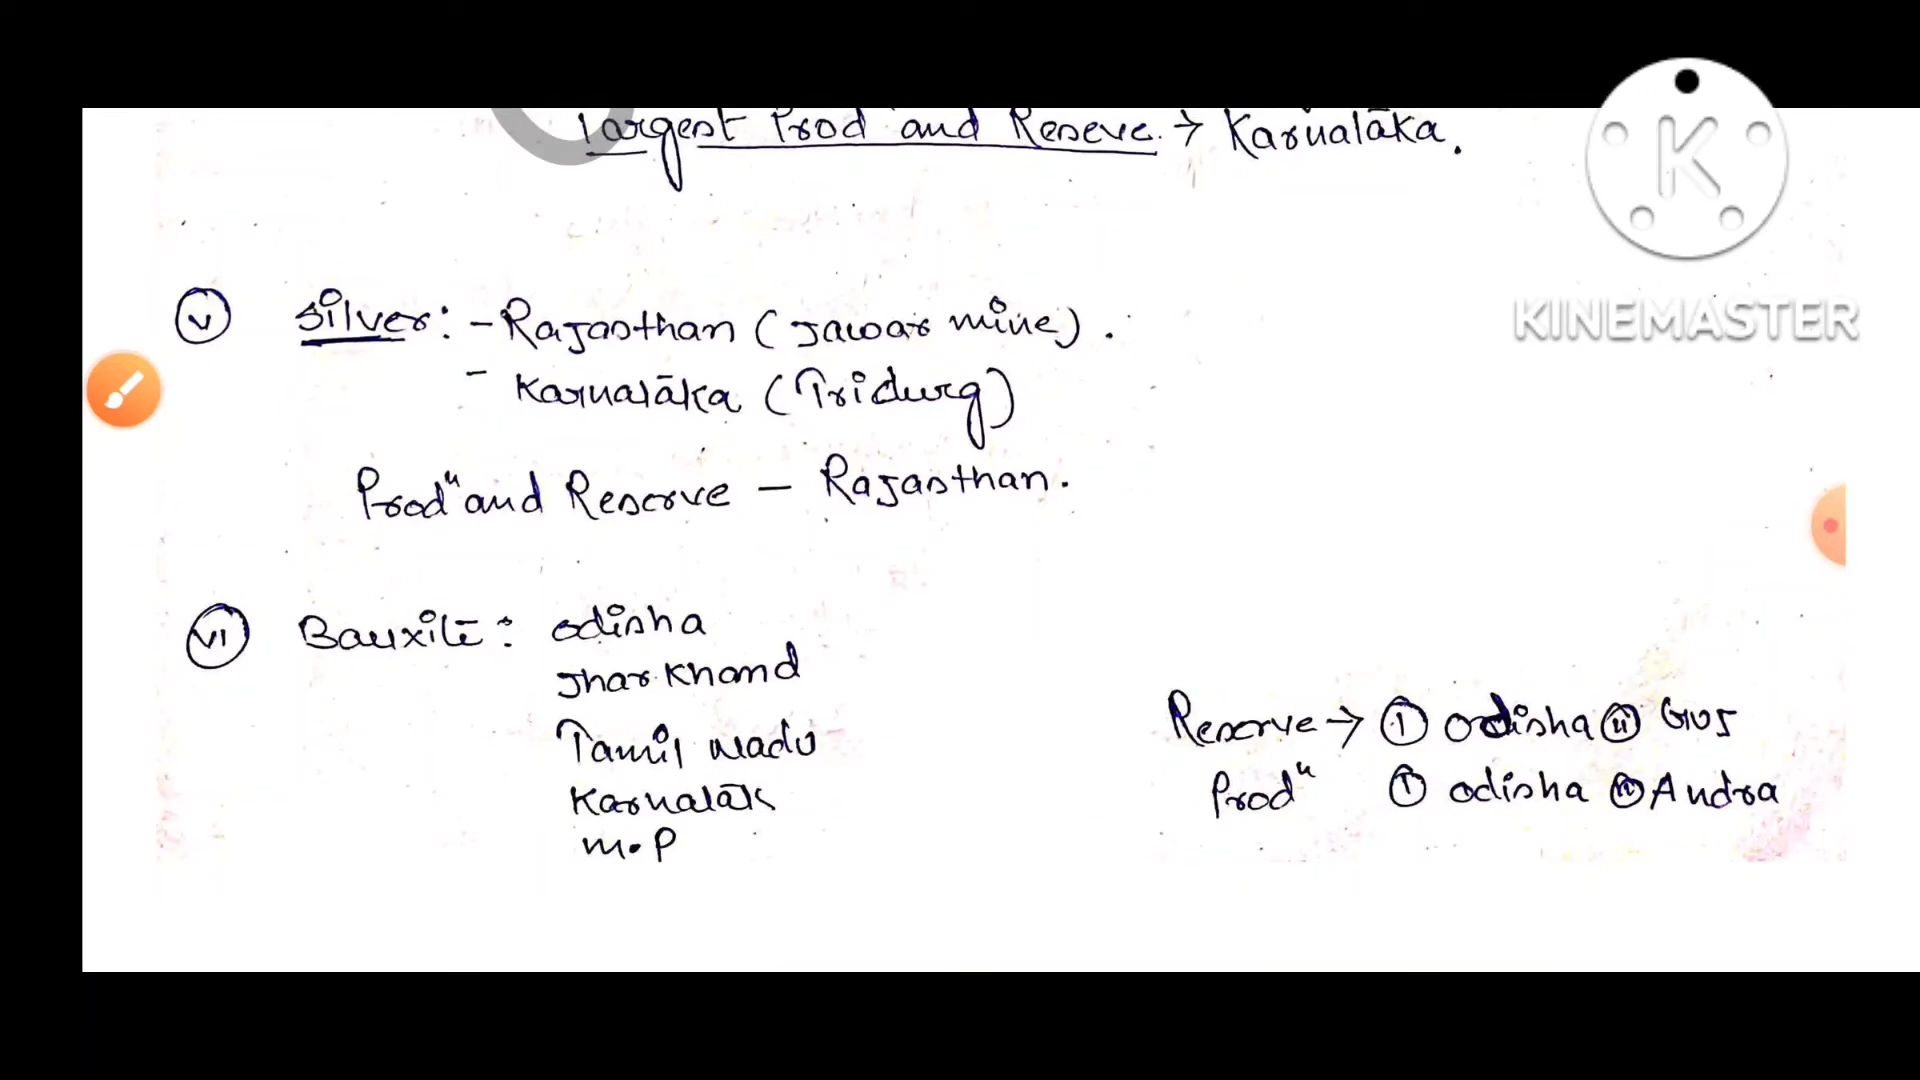 Largest Prod and Reseve → Karnataka.
K
KINEMASTER
(v) Silver: - Rajasthan (Jawar mine).
- Karnataka (Tridurg)
Prodn and Reserve - Rajasthan.
(vi) Bauxite: odisha
Jharkhand
Tamil Nadu
Karnatak
M.P
Reserve → (i) Odisha (ii) Guj
Prodn (i) odisha (ii) Andra